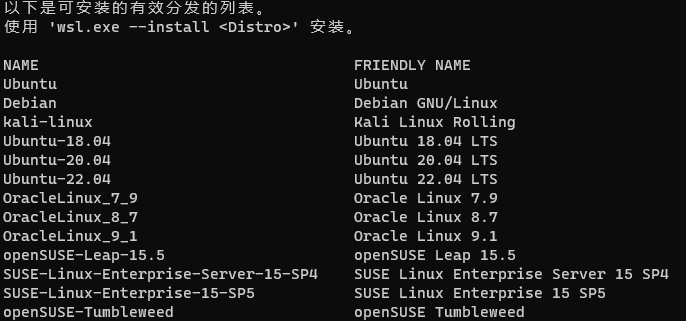 以下是可安装的有效分发的列表。
使用 'wsl.exe --install <Distro>' 安装。
NAME FRIENDLY NAME
Ubuntu Ubuntu
Debian Debian GNU/Linux
kali-linux Kali Linux Rolling
Ubuntu-18.04 Ubuntu 18.04 LTS
Ubuntu-20.04 Ubuntu 20.04 LTS
Ubuntu-22.04 Ubuntu 22.04 LTS
OracleLinux_7_9 Oracle Linux 7.9
OracleLinux_8_7 Oracle Linux 8.7
OracleLinux_9_1 Oracle Linux 9.1
openSUSE-Leap-15.5 openSUSE Leap 15.5
SUSE-Linux-Enterprise-Server-15-SP4 SUSE Linux Enterprise Server 15 SP4
SUSE-Linux-Enterprise-15-SP5 SUSE Linux Enterprise 15 SP5
openSUSE-Tumbleweed openSUSE Tumbleweed